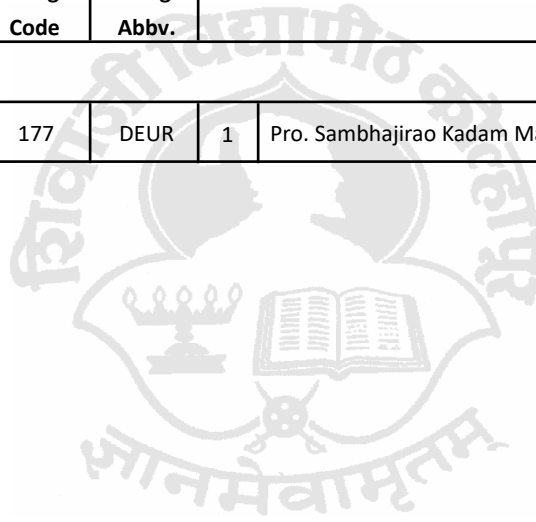 Code Abbv.
177 DEUR 1 Pro. Sambhajirao Kadam
शिवाजी विद्यापीठ कोल्हापूर
ज्ञानमेवामृतम्